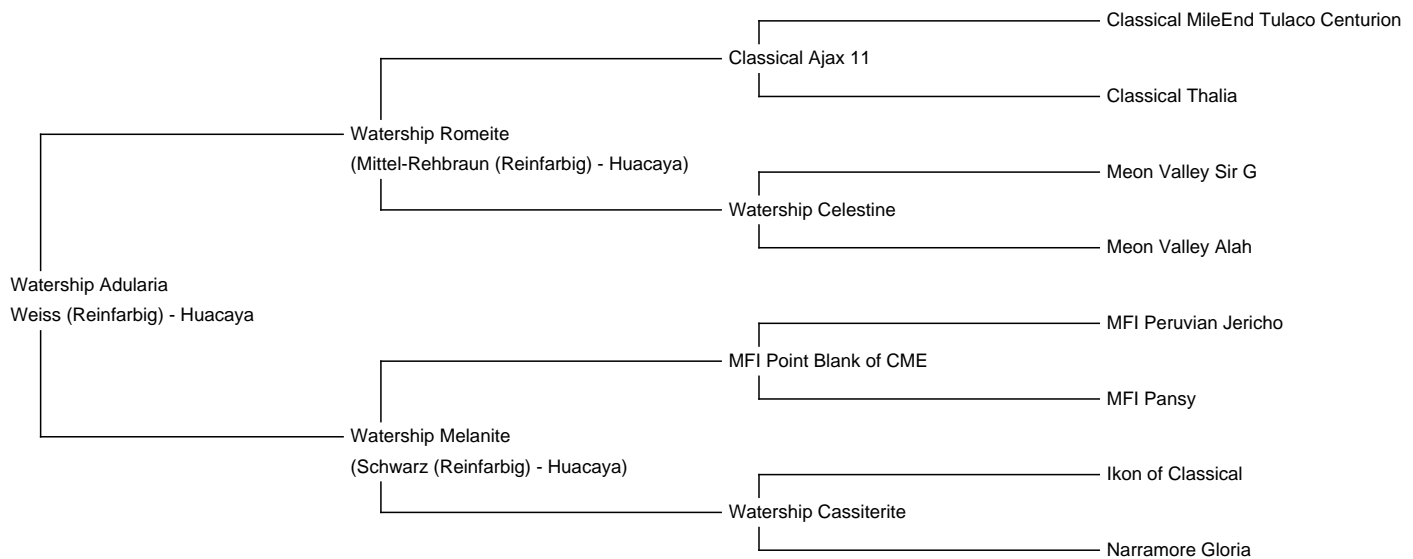 Classical MileEnd Tulaco Centurion
Classical Ajax 11
Classical Thalia
Watership Romeite
(Mittel-Rehbraun (Reinfarbig) - Huacaya)
Meon Valley Sir G
Watership Celestine
Meon Valley Alah
Watership Adularia
Weiss (Reinfarbig) - Huacaya
MFI Peruvian Jericho
MFI Point Blank of CME
MFI Pansy
Watership Melanite
(Schwarz (Reinfarbig) - Huacaya)
Ikon of Classical
Watership Cassiterite
Narramore Gloria